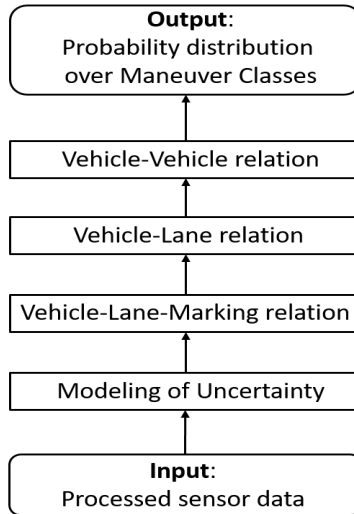 Output:
Probability distribution
over Maneuver Classes
Vehicle-Vehicle relation
Vehicle-Lane relation
Vehicle-Lane-Marking relation
Modeling of Uncertainty
Input:
Processed sensor data